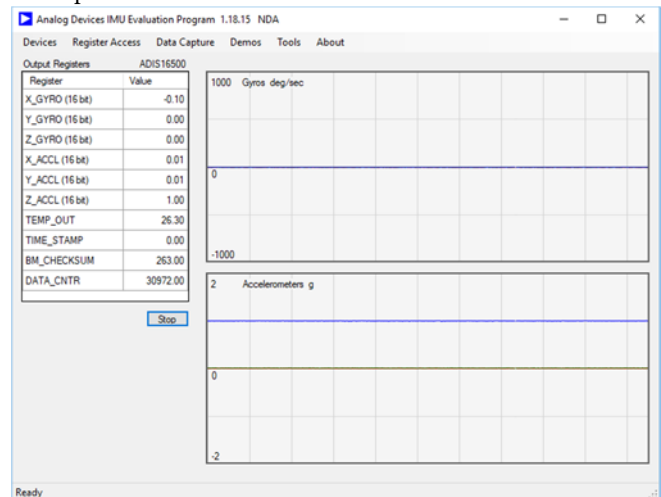 Analog Devices IMU Evaluation Program 1.18.15 NDA
Devices Register Access Data Capture Demos Tools About
Output Registers ADIS16500
Register Value
X_GYRO (16 bit) -0.10
Y_GYRO (16 bit) 0.00
Z_GYRO (16 bit) 0.00
X_ACCL (16 bit) 0.01
Y_ACCL (16 bit) 0.01
Z_ACCL (16 bit) 1.00
TEMP_OUT 26.30
TIME_STAMP 0.00
BM_CHECKSUM 263.00
DATA_CNTR 30972.00
Stop
1000 Gyros deg/sec
0
-1000
2 Accelerometers g
0
-2
Ready